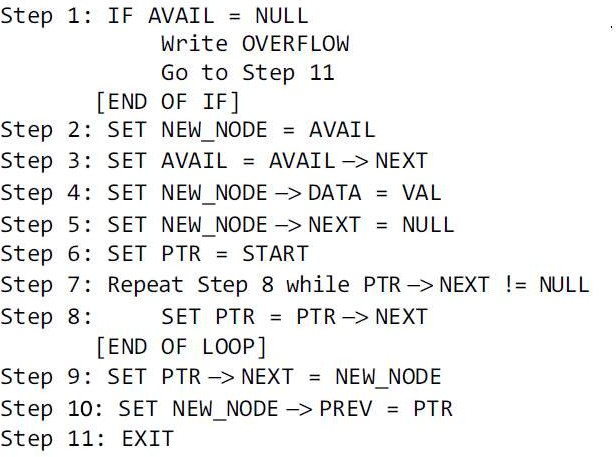 Step 1: IF AVAIL = NULL
Write OVERFLOW
Go to Step 11
[END OF IF]
Step 2: SET NEW_NODE = AVAIL
Step 3: SET AVAIL = AVAIL —> NEXT
Step 4: SET NEW_NODE —> DATA = VAL
Step 5: SET NEW_NODE —> NEXT = NULL
Step 6: SET PTR = START
Step 7: Repeat Step 8 while PTR —> NEXT != NULL
Step 8: SET PTR = PTR —> NEXT
[END OF LOOP]
Step 9: SET PTR —> NEXT = NEW_NODE
Step 10: SET NEW_NODE —> PREV = PTR
Step 11: EXIT